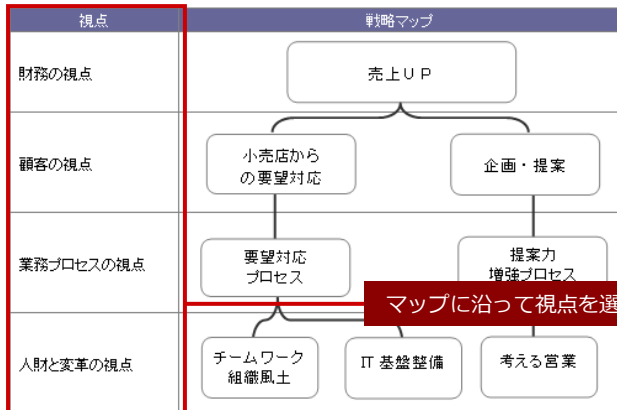 視点 戦略マップ
財務の視点
売上ＵＰ
顧客の視点
小売店から
の要望対応
企画・提案
業務プロセスの視点
要望対応
プロセス
提案力
増強プロセス
マップに沿って視点を選
人財と変革の視点
チームワーク
組織風土
IT 基盤整備
考える営業